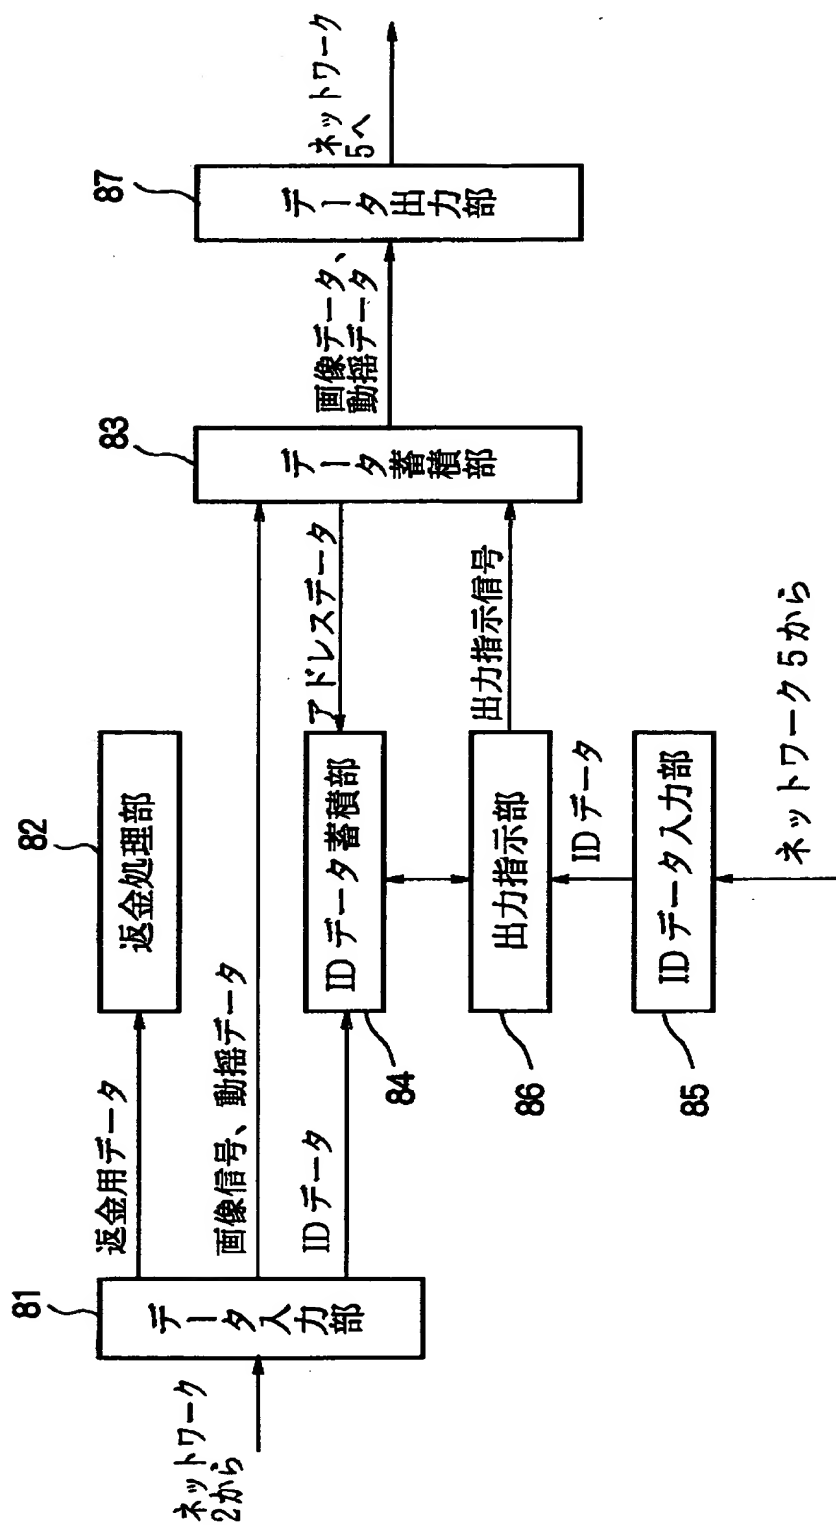 ネットワーク
2から
81
データ入力部
返金用データ
82
返金処理部
画像信号、動揺データ
IDデータ
84
IDデータ蓄積部
アドレスデータ
83
データ蓄積部
86
出力指示部
出力指示信号
IDデータ
85
IDデータ入力部
ネットワーク5から
画像データ、
動揺データ
87
データ出力部
ネットワーク
5へ